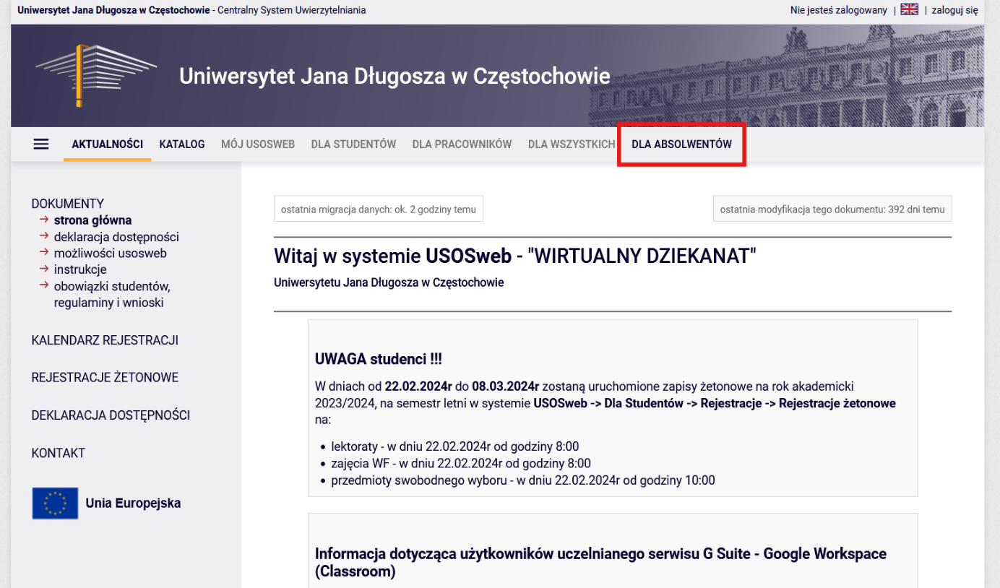 Uniwersytet Jana Długosza w Częstochowie - Centralny System Uwierzytelniania
Nie jesteś zalogowany | | zaloguj się
Uniwersytet Jana Długosza w Częstochowie
AKTUALNOŚCI KATALOG MÓJ USOSWEB DLA STUDENTÓW DLA PRACOWNIKÓW DLA WSZYSTKICH DLA ABSOLWENTÓW
DOKUMENTY
strona główna
deklaracja dostępności
możliwości usosweb
instrukcje
obowiązki studentów,
regulaminy i wnioski
KALENDARZ REJESTRACJI
REJESTRACJE ŻETONOWE
DEKLARACJA DOSTĘPNOŚCI
KONTAKT
Unia Europejska
ostatnia migracja danych: ok. 2 godziny temu
ostatnia modyfikacja tego dokumentu: 392 dni temu
Witaj w systemie USOSweb - "WIRTUALNY DZIEKANAT"
Uniwersytetu Jana Długosza w Częstochowie
UWAGA studenci !!!
W dniach od 22.02.2024r do 08.03.2024r zostaną uruchomione zapisy żetonowe na rok akademicki
2023/2024, na semestr letni w systemie USOSweb -> Dla Studentów -> Rejestracje -> Rejestracje żetonowe
na:
• lektoraty - w dniu 22.02.2024r od godziny 8:00
• zajęcia WF - w dniu 22.02.2024r od godziny 8:00
• przedmioty swobodnego wyboru - w dniu 22.02.2024r od godziny 10:00
Informacja dotycząca użytkowników uczelnianego serwisu G Suite - Google Workspace
(Classroom)